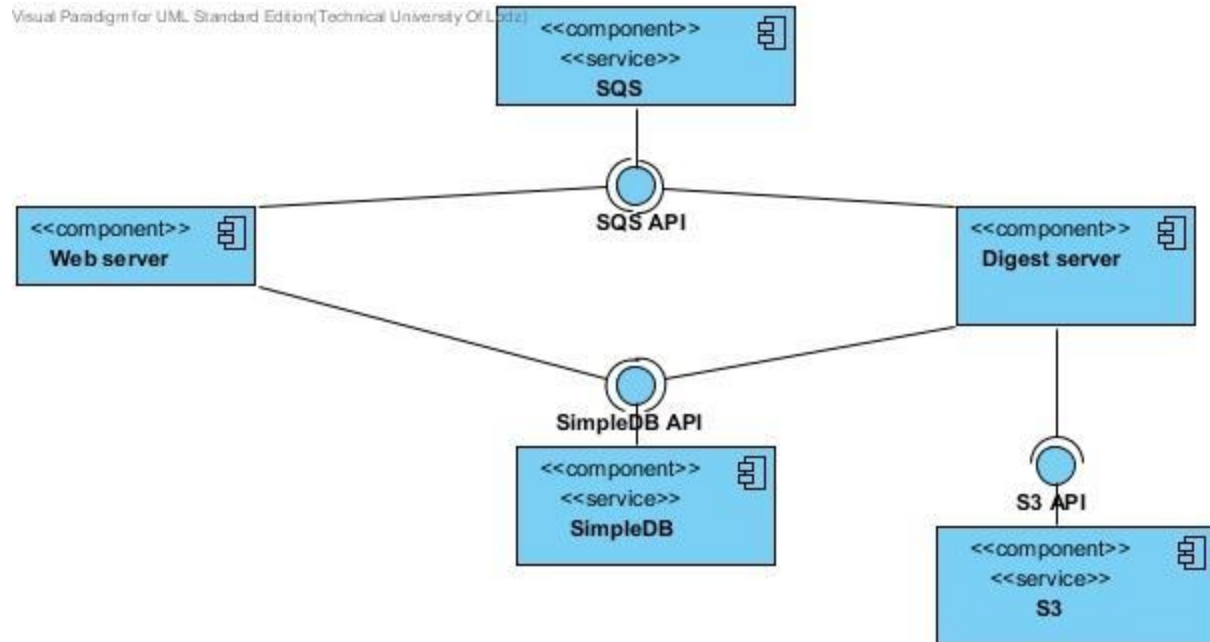 Visual Paradigm for UML Standard Edition(Technical University Of Lodz)
<<component>>
<<service>>
SQS
SQS API
<<component>>
Web server
<<component>>
Digest server
SimpleDB API
<<component>>
<<service>>
SimpleDB
S3 API
<<component>>
<<service>>
S3